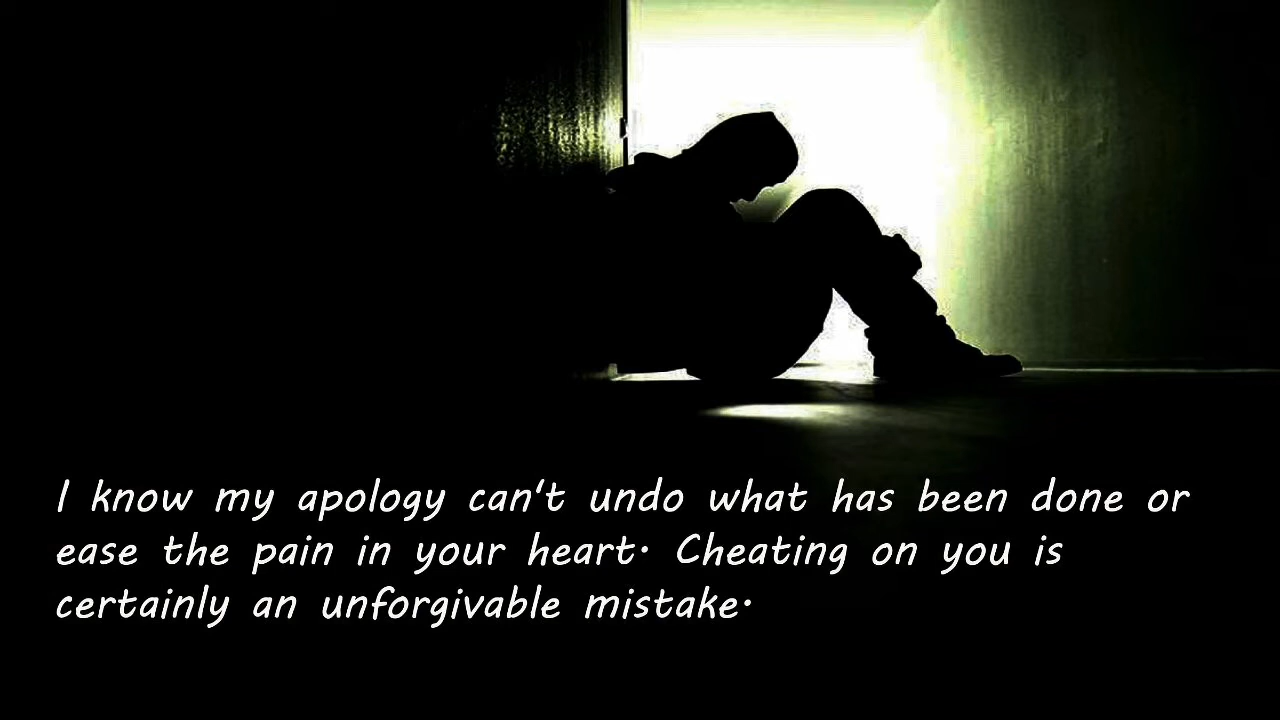 I know my apology can't undo what has been done or
ease the pain in your heart. Cheating on you is
certainly an unforgivable mistake.